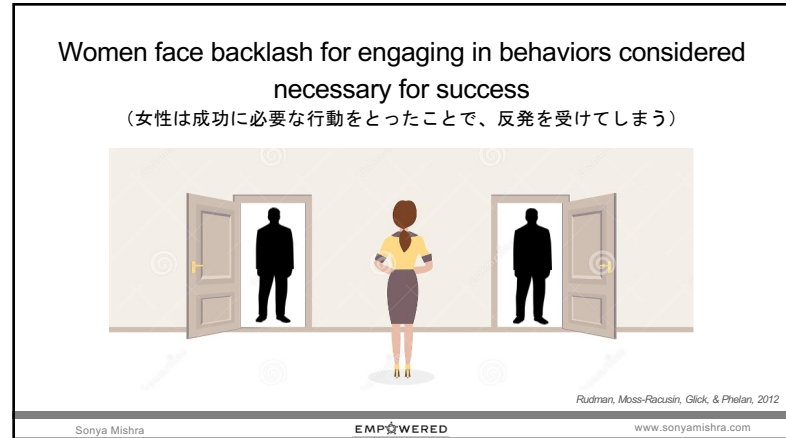 Women face backlash for engaging in behaviors considered
necessary for success
（女性は成功に必要な行動をとったことで、反発を受けてしまう）
Rudman, Moss-Racusin, Glick, & Phelan, 2012
Sonya Mishra
EMPOWERED
www.sonyamishra.com